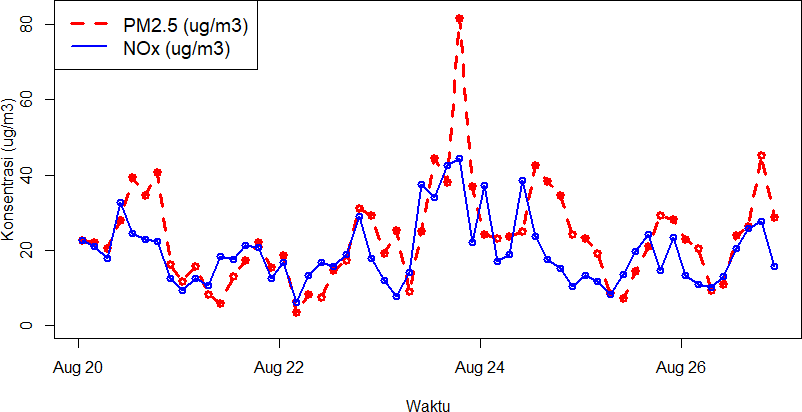 PM2.5 (ug/m3)
NOx (ug/m3)
Konsentrasi (ug/m3)
80
60
40
20
0
Aug 20
Aug 22
Aug 24
Aug 26
Waktu